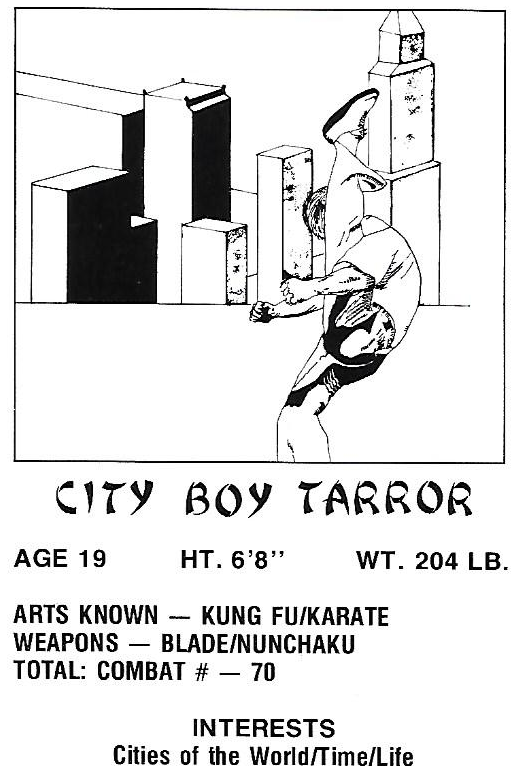 CITY BOY TARROR
AGE 19 HT. 6'8" WT. 204 LB.
ARTS KNOWN — KUNG FU/KARATE
WEAPONS — BLADE/NUNCHAKU
TOTAL: COMBAT # — 70
INTERESTS
Cities of the World/Time/Life